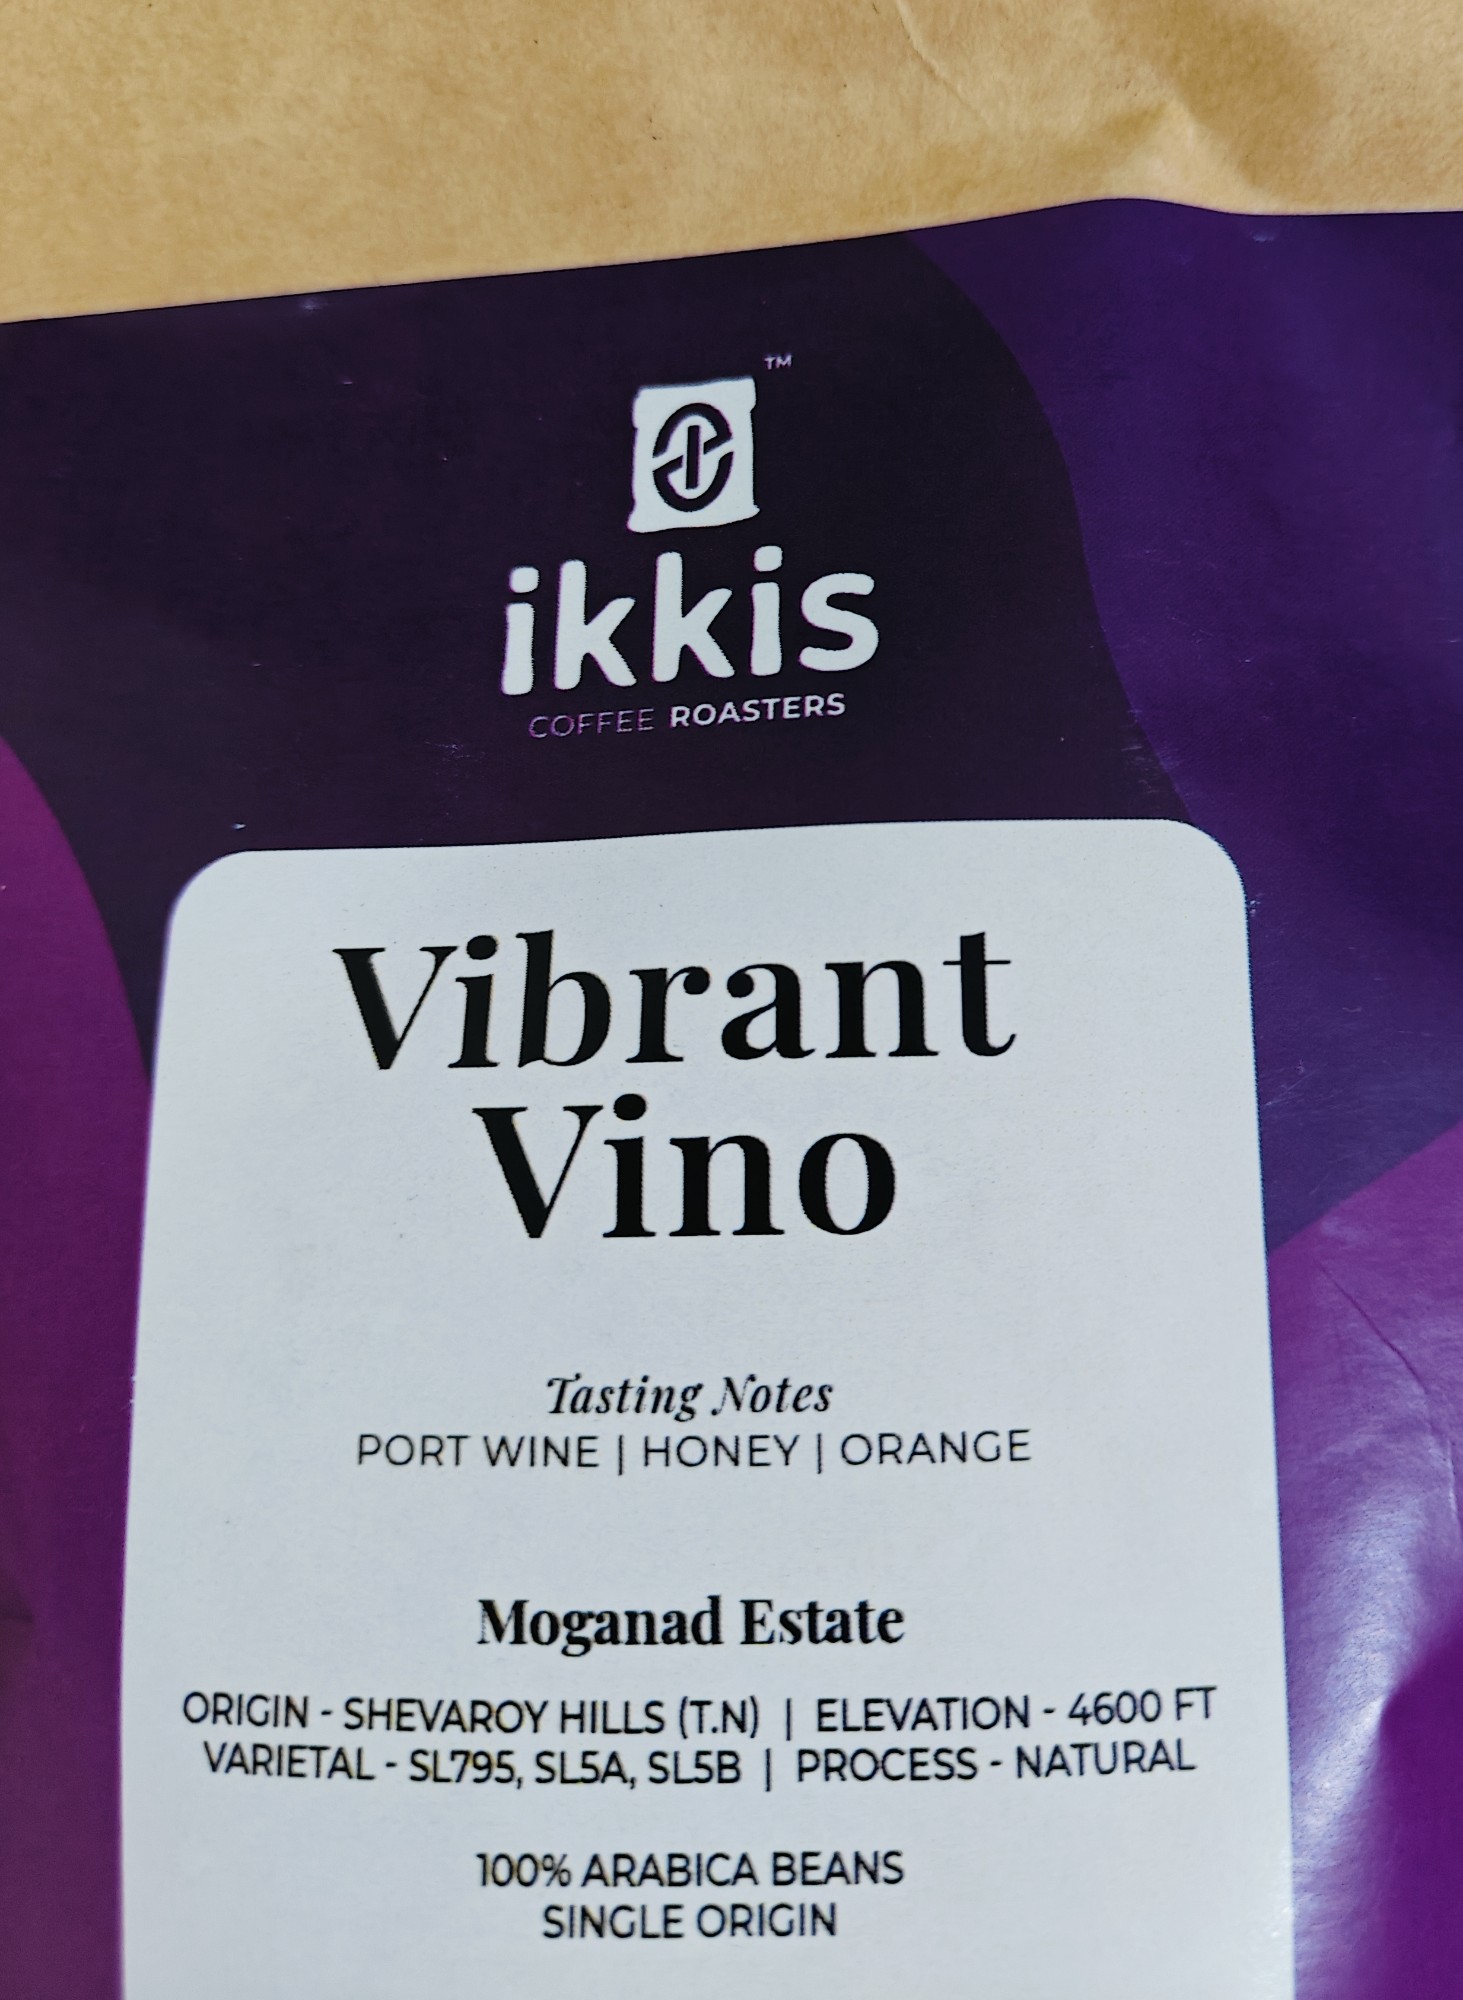 TM
ikkis
COFFEE ROASTERS
Vibrant
Vino
Tasting Notes
PORT WINE | HONEY | ORANGE
Moganad Estate
ORIGIN - SHEVAROY HILLS (T.N) | ELEVATION - 4600 FT
VARIETAL - SL795, SL5A, SL5B | PROCESS - NATURAL
100% ARABICA BEANS
SINGLE ORIGIN